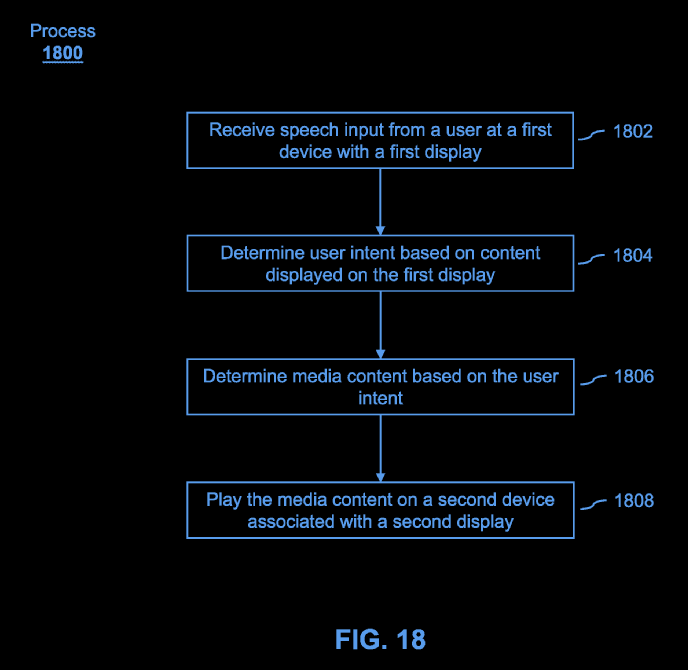 Process
1800
Receive speech input from a user at a first
device with a first display
1802
Determine user intent based on content
displayed on the first display
1804
Determine media content based on the user
intent
1806
Play the media content on a second device
associated with a second display
1808
FIG. 18